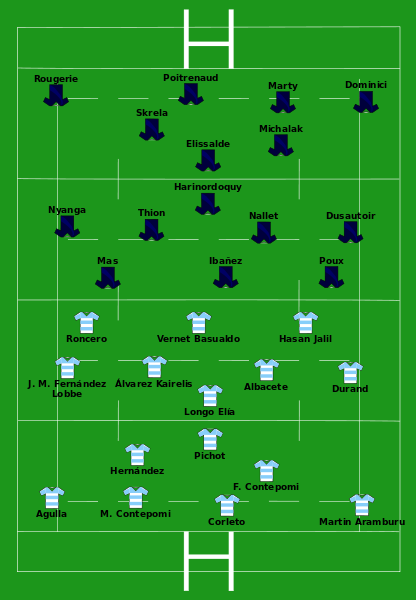 Rougerie
Poitrenaud
Marty
Dominici
Skrela
Michalak
Elissalde
Harinordoquy
Nyanga
Thion
Nallet
Dusautoir
Mas
Ibañez
Poux
Roncero
Vernet Basualdo
Hasan Jalil
J. M. Fernández
Lobbe
Álvarez Kairelis
Albacete
Durand
Longo Elía
Pichot
Hernández
F. Contepomi
Agulla
M. Contepomi
Corleto
Martín Aramburu